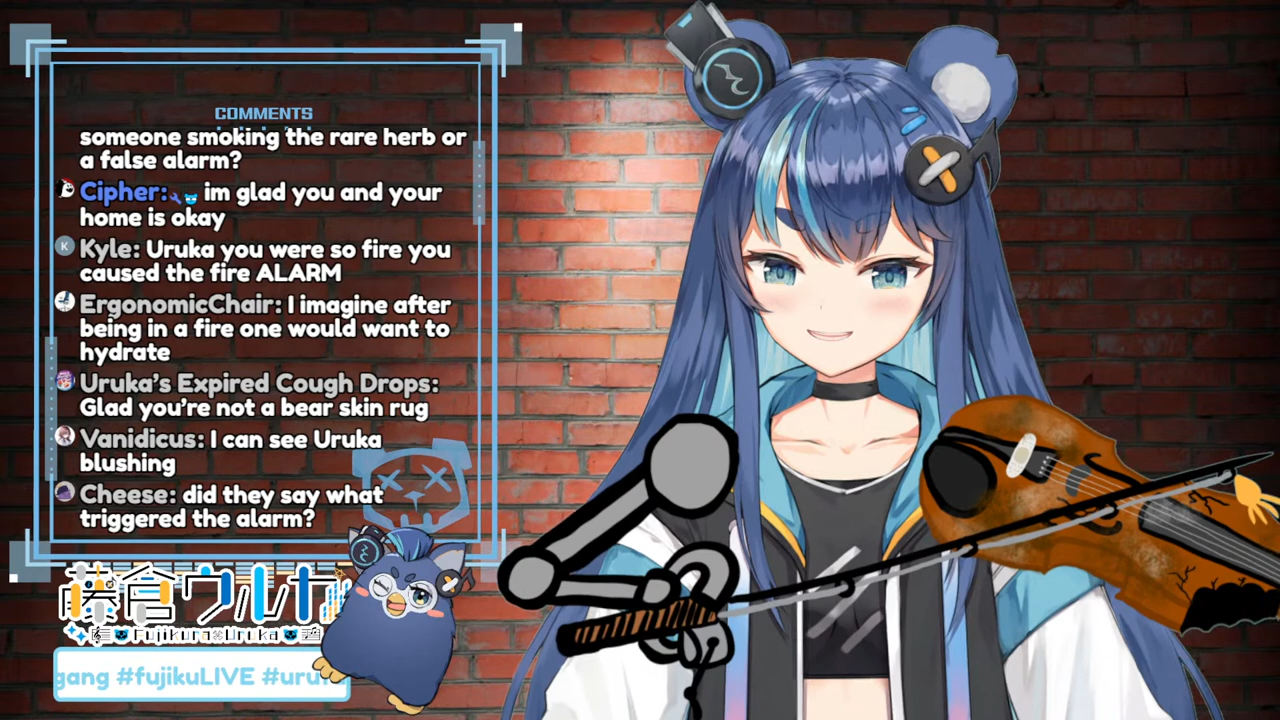 COMMENTS
someone smoking the rare herb or
a false alarm?
Cipher: im glad you and your
home is okay
K Kyle: Uruka you were so fire you
caused the fire ALARM
ErgonomicChair: I imagine after
being in a fire one would want to
hydrate
Uruka's Expired Cough Drops:
Glad you're not a bear skin rug
Vanidicus: I can see Uruka
blushing
Cheese: did they say what
triggered the alarm?
藤倉ウルカ
Fujikura Uruka
gang #fujikuLIVE #uru